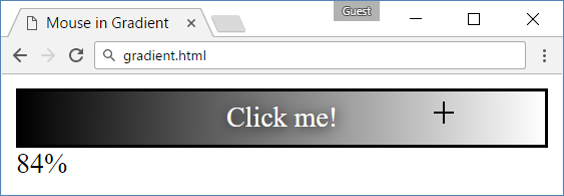 Guest
Mouse in Gradient
gradient.html
Click me!
84%